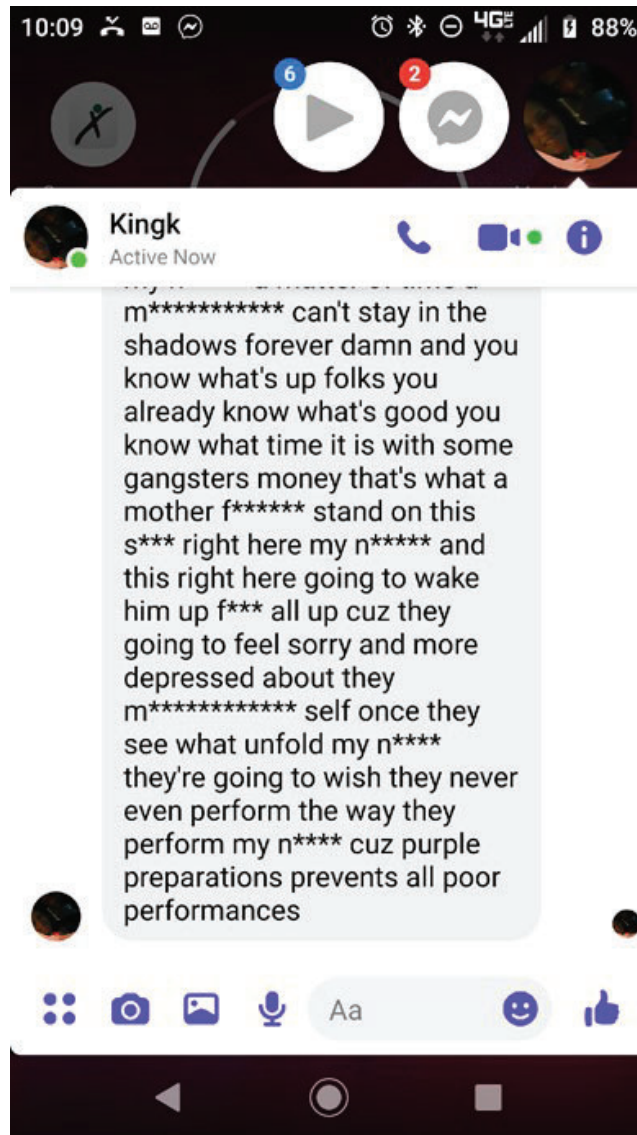 10:09
4G LTE
88%
6
2
Kingk
Active Now
m*********** can't stay in the
shadows forever damn and you
know what's up folks you
already know what's good you
know what time it is with some
gangsters money that's what a
mother f****** stand on this
s*** right here my n***** and
this right here going to wake
him up f*** all up cuz they
going to feel sorry and more
depressed about they
m************ self once they
see what unfold my n****
they're going to wish they never
even perform the way they
perform my n**** cuz purple
preparations prevents all poor
performances
Aa